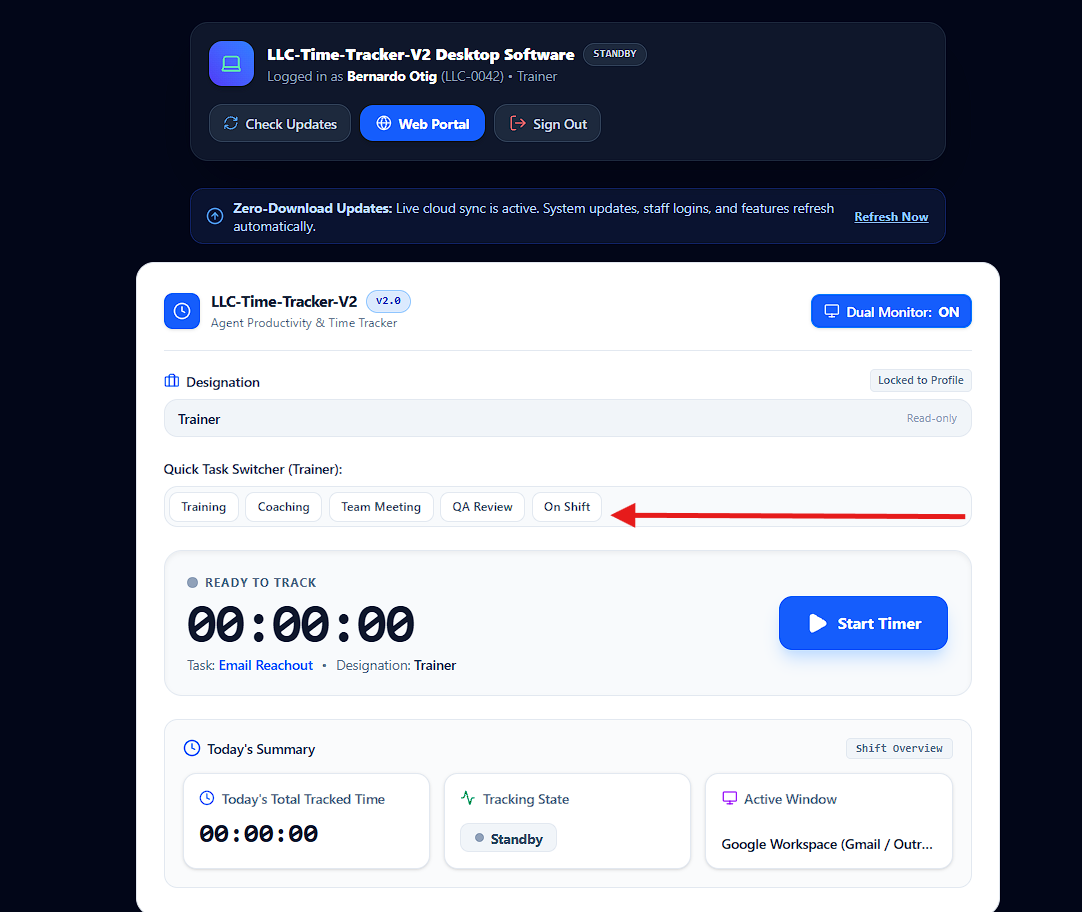 LLC-Time-Tracker-V2 Desktop Software STANDBY
Logged in as Bernardo Otig (LLC-0042) • Trainer
Check Updates Web Portal Sign Out
Zero-Download Updates: Live cloud sync is active. System updates, staff logins, and features refresh
automatically.
Refresh Now
LLC-Time-Tracker-V2 v2.0
Agent Productivity & Time Tracker
Dual Monitor: ON
Designation Locked to Profile
Trainer Read-only
Quick Task Switcher (Trainer):
Training Coaching Team Meeting QA Review On Shift
READY TO TRACK
00:00:00
Start Timer
Task: Email Reachout • Designation: Trainer
Today's Summary Shift Overview
Today's Total Tracked Time
00:00:00
Tracking State
Standby
Active Window
Google Workspace (Gmail / Outr...